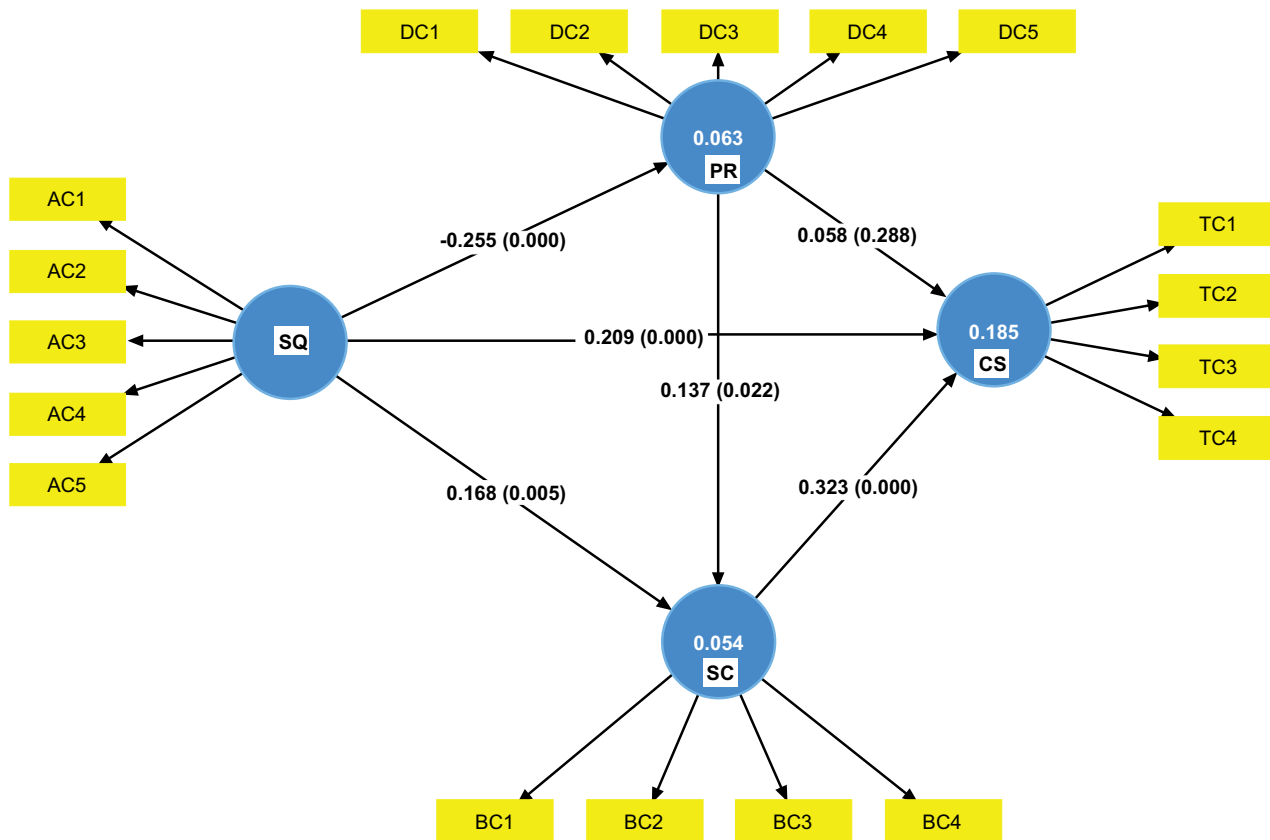 DC1
DC2
DC3
DC4
DC5
0.063
PR
AC1
AC2
AC3
AC4
AC5
SQ
-0.255 (0.000)
0.058 (0.288)
0.209 (0.000)
0.137 (0.022)
0.168 (0.005)
0.323 (0.000)
0.185
CS
TC1
TC2
TC3
TC4
0.054
SC
BC1
BC2
BC3
BC4